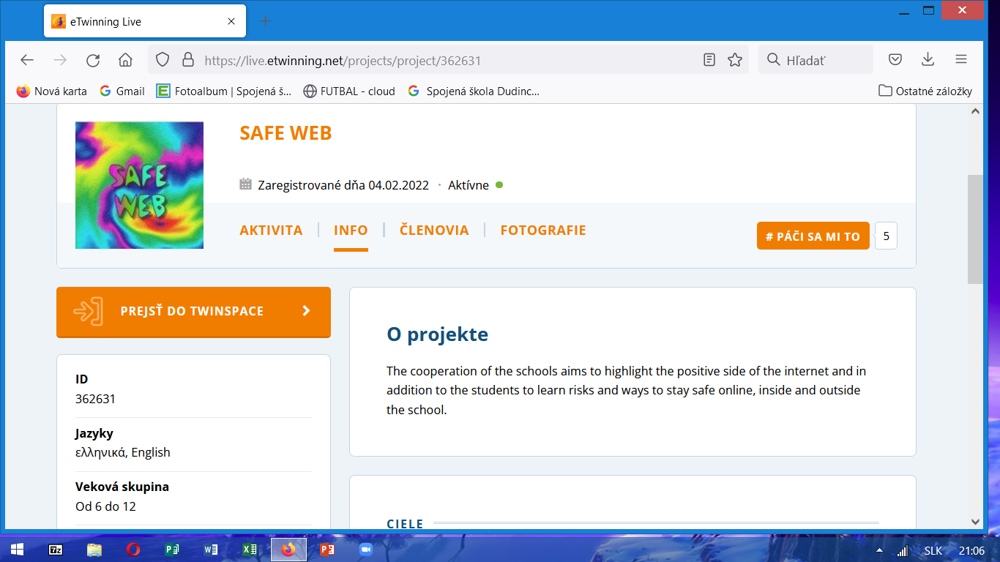 eTwinning Live
https://live.etwinning.net/projects/project/362631
Hľadať
Nová karta
Gmail
Fotoalbum | Spojená š...
FUTBAL - cloud
Spojená škola Dudinc...
Ostatné záložky
SAFE WEB
SAFE
WEB
Zaregistrované dňa 04.02.2022 • Aktívne
AKTIVITA
INFO
ČLENOVIA
FOTOGRAFIE
# PÁČI SA MI TO
5
PREJSŤ DO TWINSPACE
ID
362631
Jazyky
ελληνικά, English
Veková skupina
Od 6 do 12
O projekte
The cooperation of the schools aims to highlight the positive side of the internet and in
addition to the students to learn risks and ways to stay safe online, inside and outside
the school.
CIELE
SLK
21:06